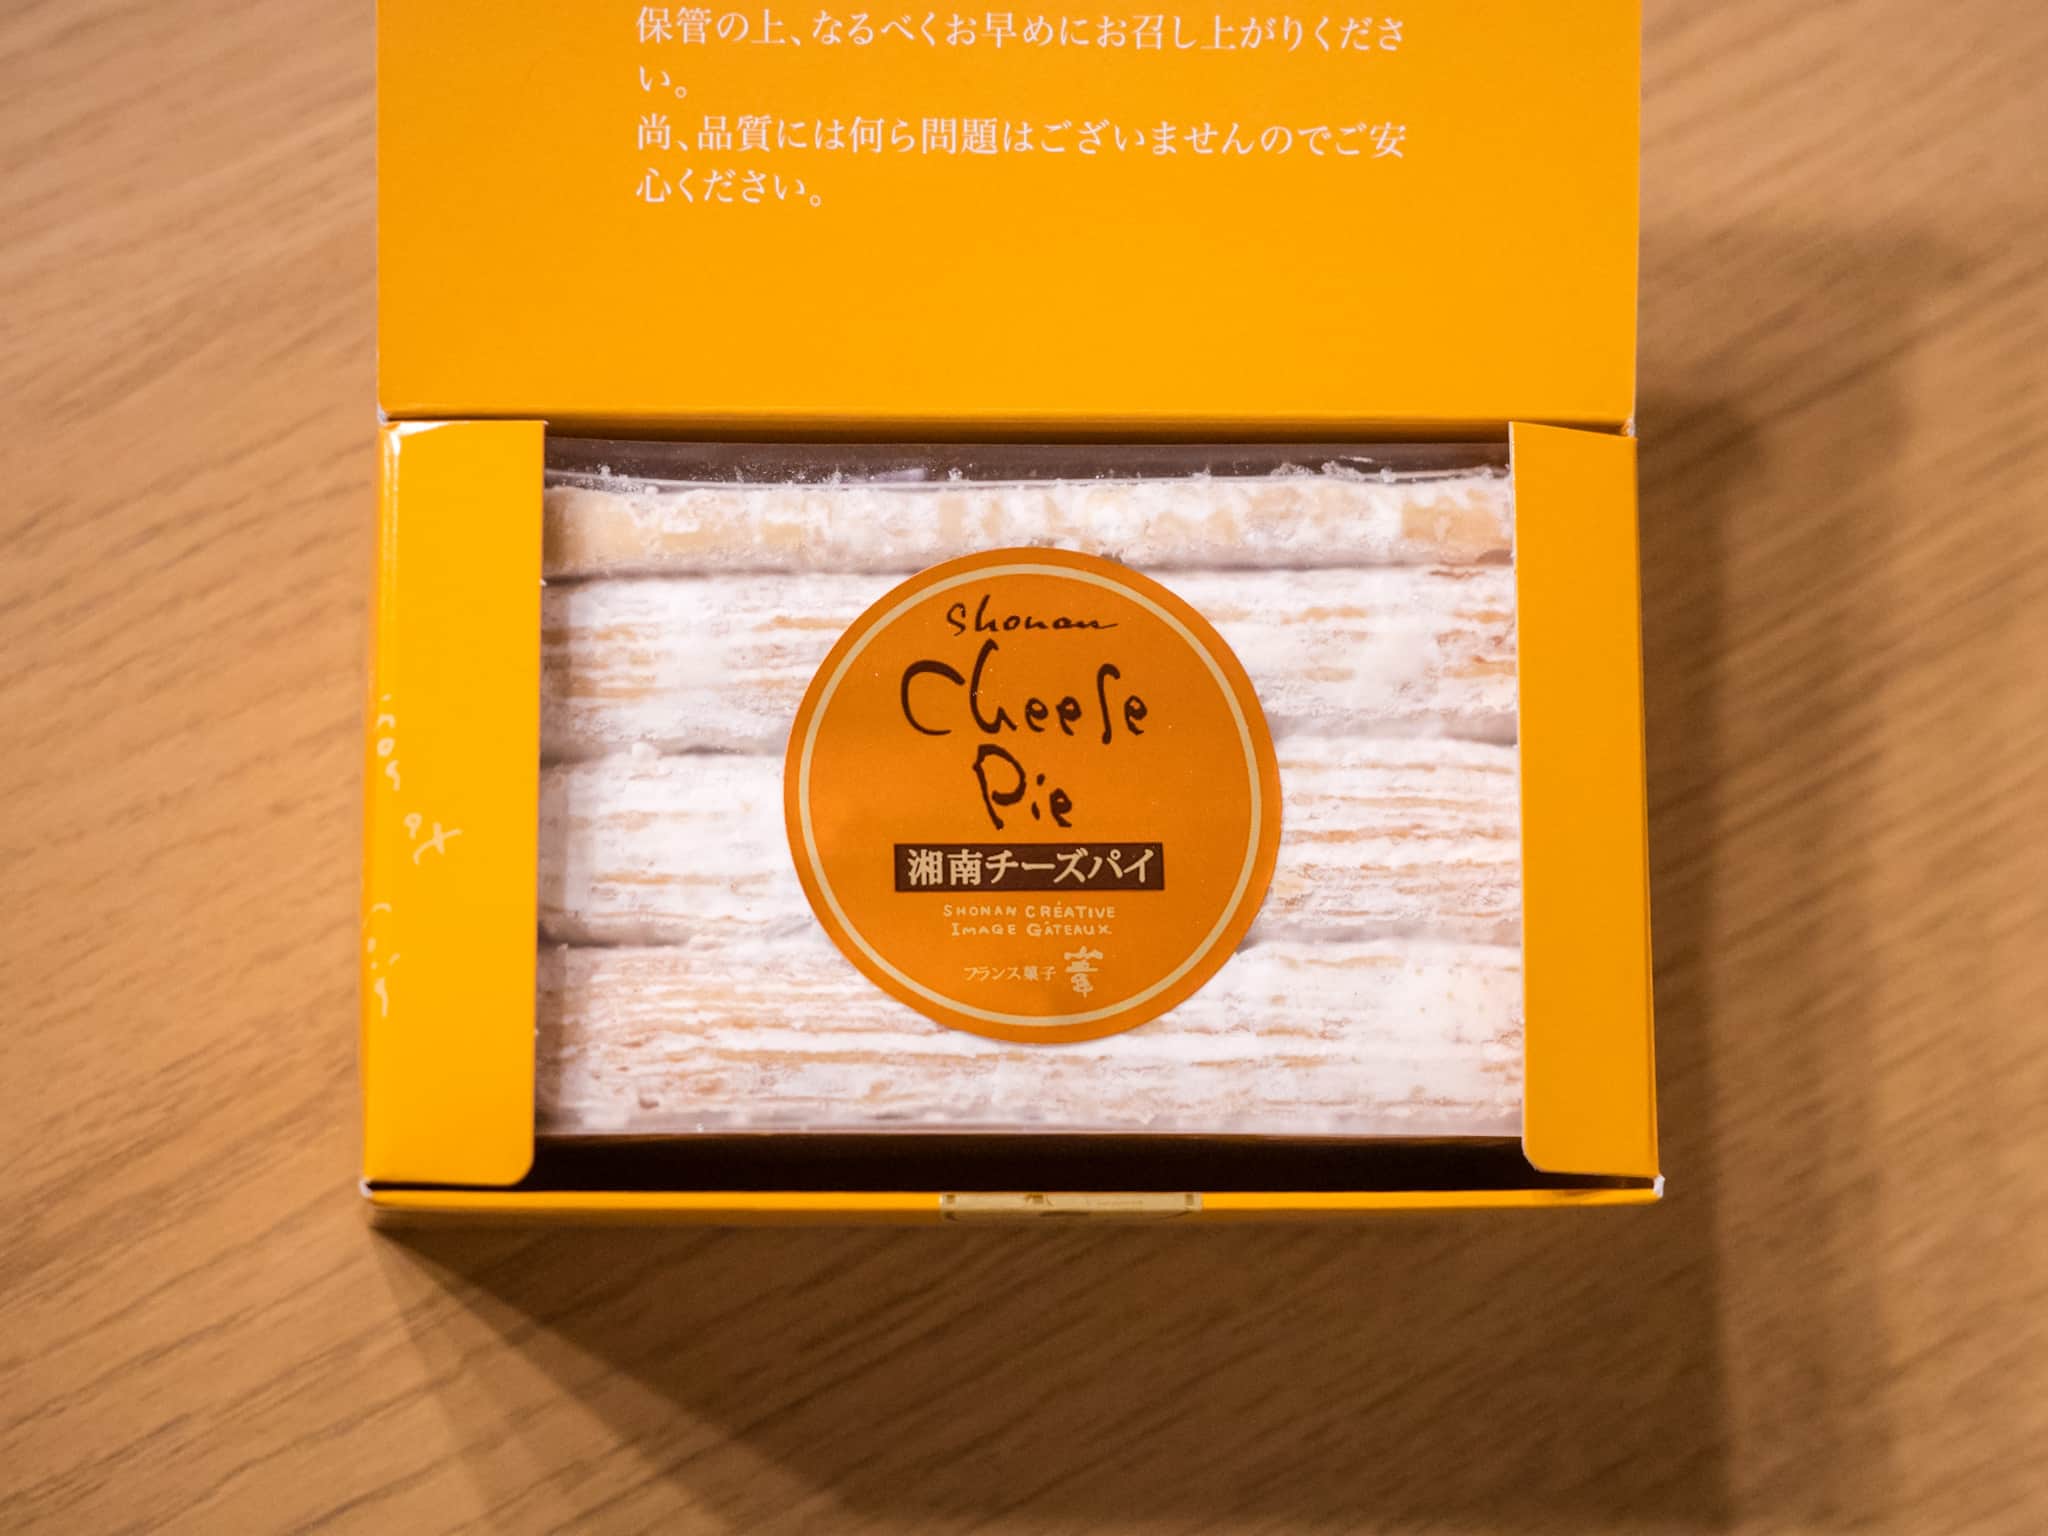 保管の上、なるべくお早めにお召し上がりくださ
い。
尚、品質には何ら問題はございませんのでご安
心ください。
Shonan
Cheese
Pie
湘南チーズパイ
SHONAN CRÉATIVE
IMAGE GÂTEAUX
フランス菓子 葦